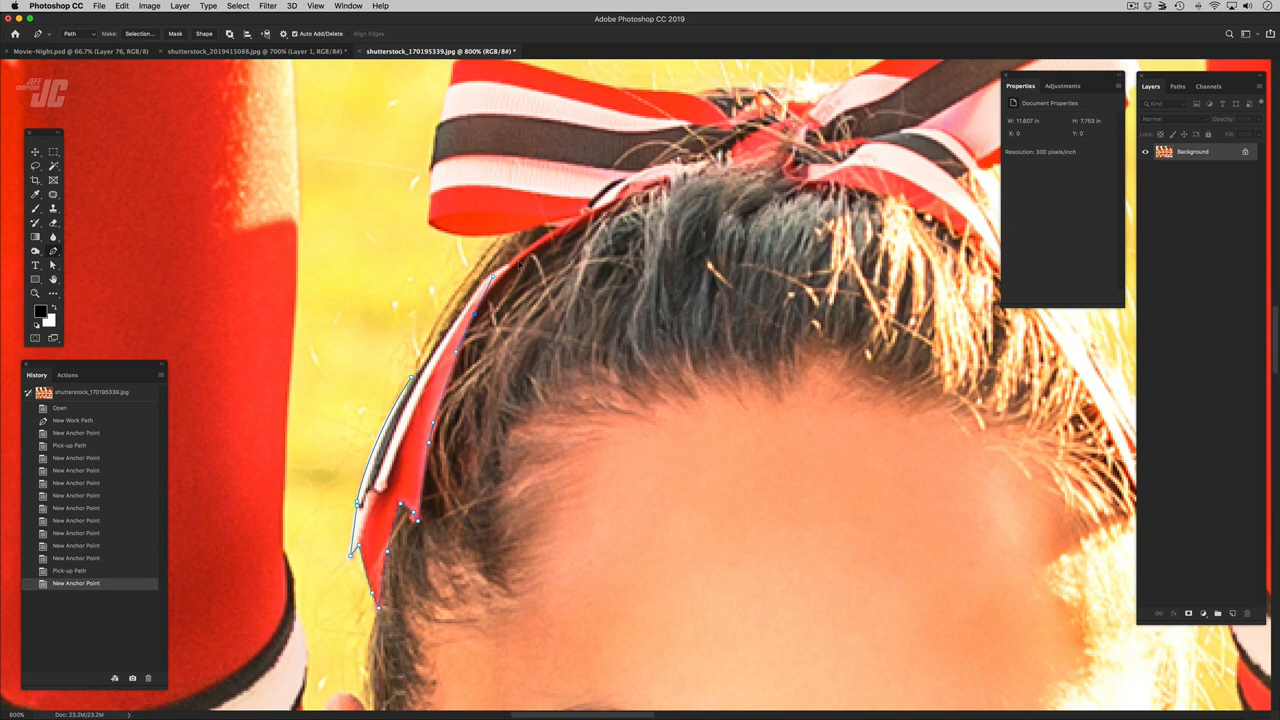 Photoshop CC File Edit Image Layer Type Select Filter 3D View Window Help
Adobe Photoshop CC 2019
Path Make: Selection... Mask Shape Auto Add/Delete
Movie-Night.psd @ 66.7% (Layer 76, RGB/8) × shutterstock_2019415088.jpg @ 700% (Layer 1, RGB/8#) * × shutterstock_170195339.jpg @ 800% (RGB/8#) *
JC
Properties Adjustments
Document Properties
W: 11.607 in H: 7.753 in
X: 0 Y: 0
Resolution: 300 pixels/inch
Layers Paths Channels
Kind
Normal Opacity:
Lock: Fill:
Background
History Actions
shutterstock_170195339.jpg
Open
New Work Path
New Anchor Point
Pick-up Path
New Anchor Point
New Anchor Point
New Anchor Point
New Anchor Point
New Anchor Point
New Anchor Point
New Anchor Point
New Anchor Point
New Anchor Point
Pick-up Path
New Anchor Point
800% Doc: 23.2M/23.2M